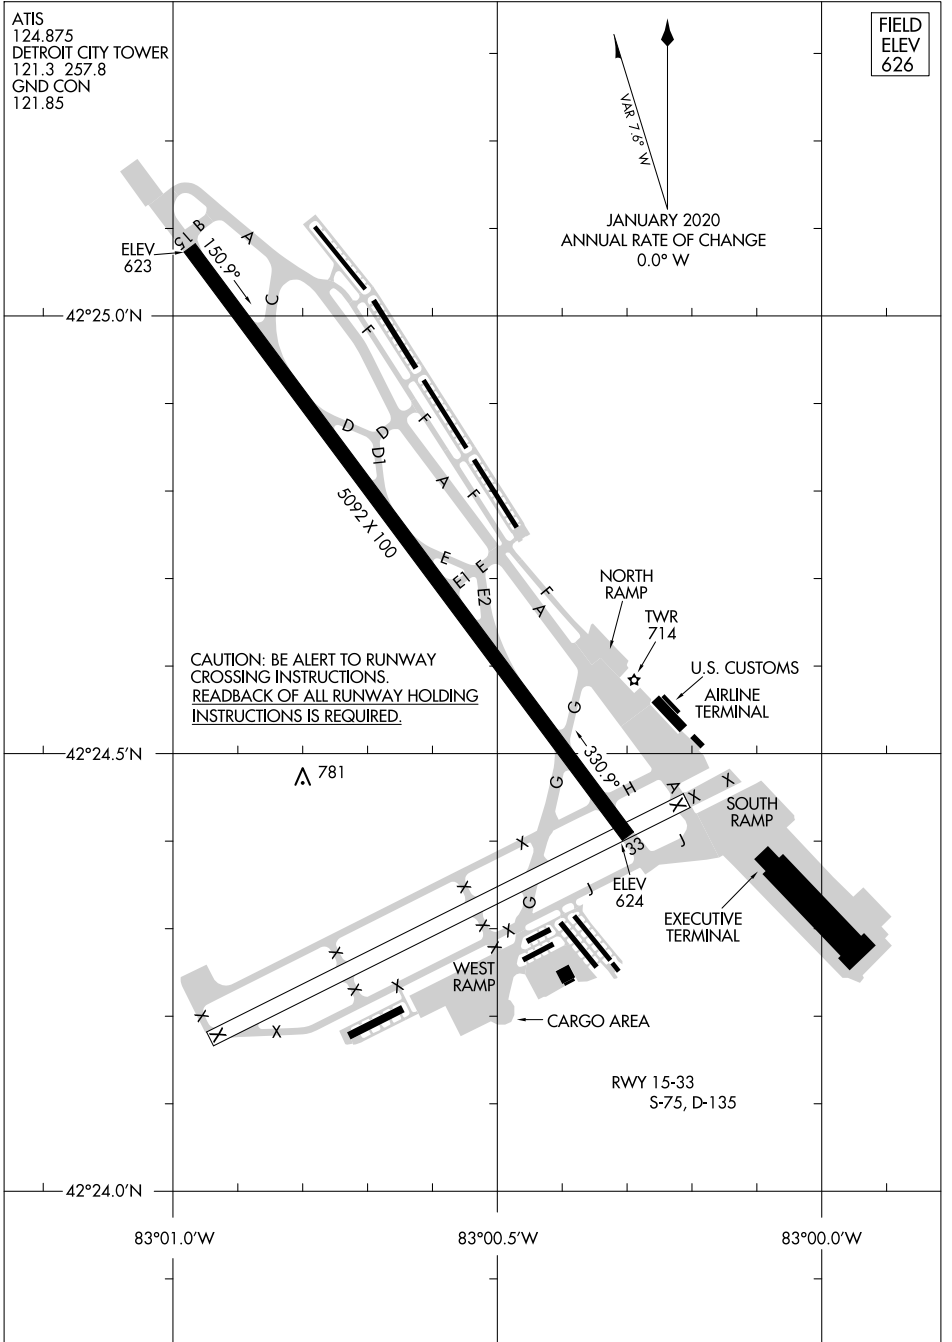 ATIS
124.875
DETROIT CITY TOWER
121.3 257.8
GND CON
121.85
FIELD
ELEV
626
VAR 7.6° W
JANUARY 2020
ANNUAL RATE OF CHANGE
0.0° W
ELEV
623
15
B
A
150.9°
C
42°25.0'N
F
D
D
F
D1
A
F
5092 X 100
E
E
E1
E2
F
A
NORTH
RAMP
TWR
714
CAUTION: BE ALERT TO RUNWAY
CROSSING INSTRUCTIONS.
READBACK OF ALL RUNWAY HOLDING
INSTRUCTIONS IS REQUIRED.
U.S. CUSTOMS
AIRLINE
TERMINAL
G
330.9°
42°24.5'N
781
G
H
A
X
X
X
SOUTH
RAMP
33
J
X
ELEV
624
X
J
G
EXECUTIVE
TERMINAL
X
X
X
X
WEST
RAMP
X
X
X
X
X
CARGO AREA
RWY 15-33
S-75, D-135
42°24.0'N
83°01.0'W
83°00.5'W
83°00.0'W